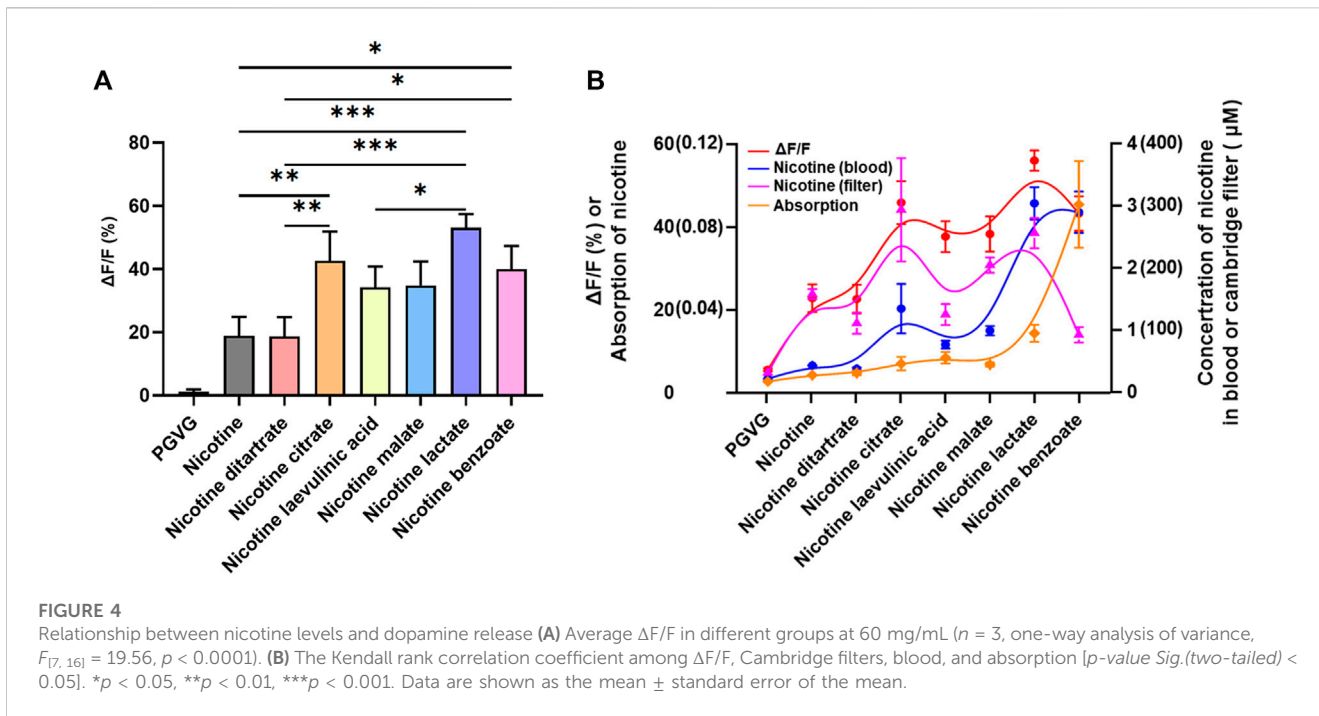 A
*
*
***
***
**
*
**
80
60
40
20
0
ΔF/F (%)
PGVG
Nicotine
Nicotine ditartrate
Nicotine citrate
Nicotine laevulinic acid
Nicotine malate
Nicotine lactate
Nicotine benzoate
B
60(0.12)
40(0.08)
20(0.04)
0
ΔF/F (%) or
Absorption of nicotine
ΔF/F
Nicotine (blood)
Nicotine (filter)
Absorption
4 (400)
3 (300)
2 (200)
1 (100)
0
Concertration of nicotine
in blood or cambridge filter ( μM)
PGVG
Nicotine
Nicotine ditartrate
Nicotine citrate
Nicotine laevulinic acid
Nicotine malate
Nicotine lactate
Nicotine benzoate
FIGURE 4
Relationship between nicotine levels and dopamine release (A) Average ΔF/F in different groups at 60 mg/mL (n = 3, one-way analysis of variance,
F[7, 16] = 19.56, p < 0.0001). (B) The Kendall rank correlation coefficient among ΔF/F, Cambridge filters, blood, and absorption [p-value Sig.(two-tailed) <
0.05]. *p < 0.05, **p < 0.01, ***p < 0.001. Data are shown as the mean ± standard error of the mean.